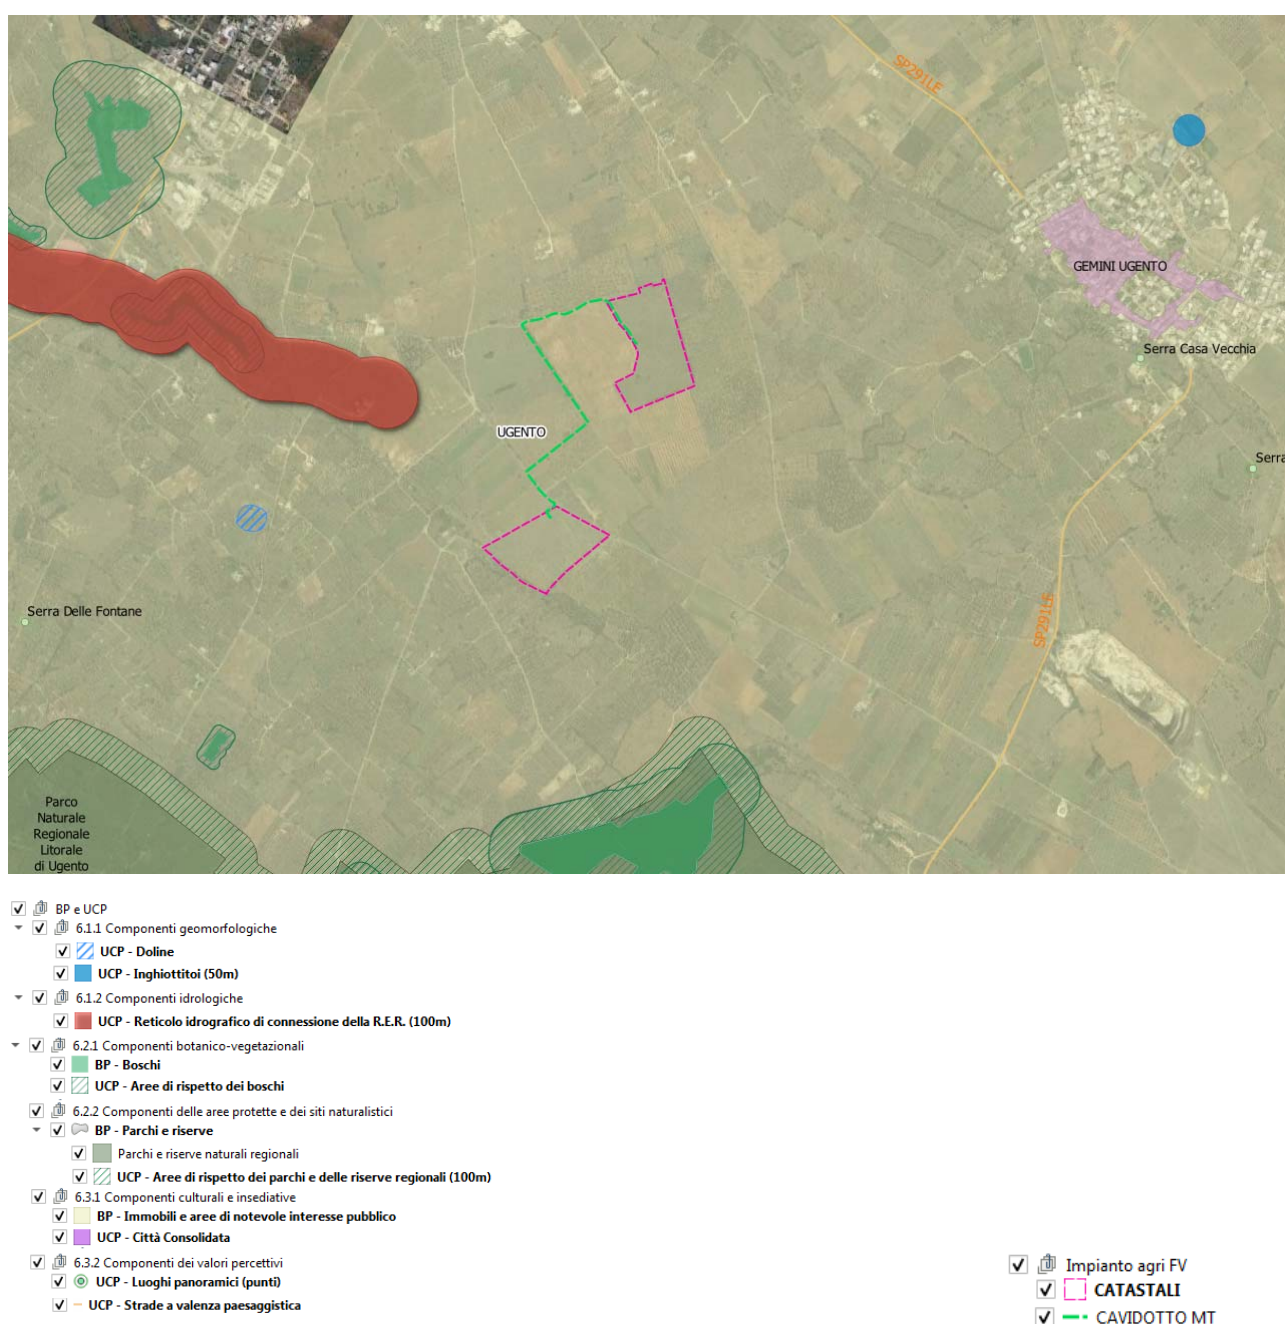 SP291LE
GEMINI UGENTO
Serra Casa Vecchia
UGENTO
Serra
Serra Delle Fontane
SP291LE
Parco
Naturale
Regionale
Litorale
di Ugento
BP e UCP
6.1.1 Componenti geomorfologiche
UCP - Doline
UCP - Inghiottitoi (50m)
6.1.2 Componenti idrologiche
UCP - Reticolo idrografico di connessione della R.E.R. (100m)
6.2.1 Componenti botanico-vegetazionali
BP - Boschi
UCP - Aree di rispetto dei boschi
6.2.2 Componenti delle aree protette e dei siti naturalistici
BP - Parchi e riserve
Parchi e riserve naturali regionali
UCP - Aree di rispetto dei parchi e delle riserve regionali (100m)
6.3.1 Componenti culturali e insediative
BP - Immobili e aree di notevole interesse pubblico
UCP - Città Consolidata
6.3.2 Componenti dei valori percettivi
UCP - Luoghi panoramici (punti)
UCP - Strade a valenza paesaggistica
Impianto agri FV
CATASTALI
CAVIDOTTO MT